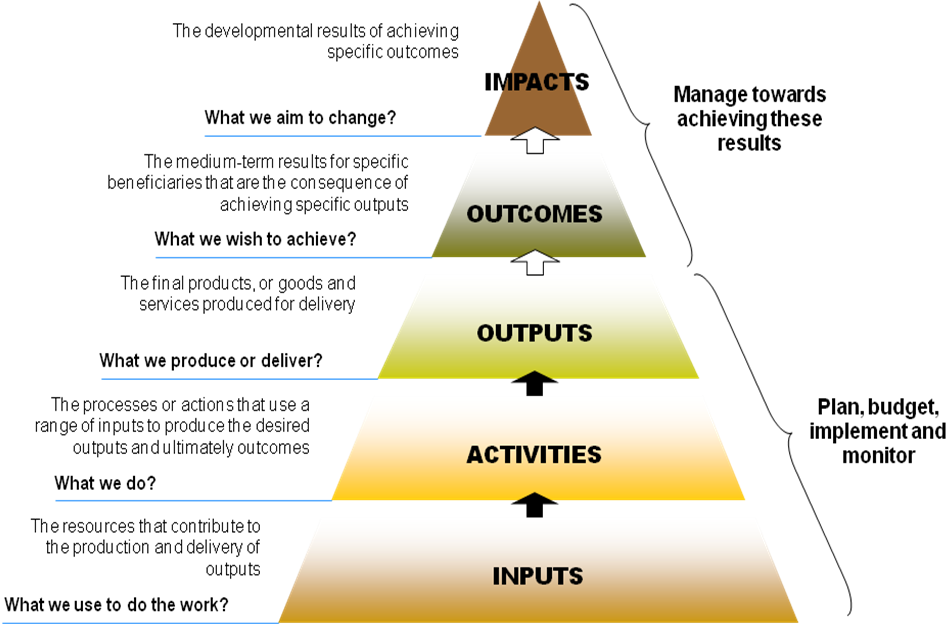 The developmental results of achieving
specific outcomes
IMPACTS
What we aim to change?
Manage towards
achieving these
results
The medium-term results for specific
beneficiaries that are the consequence of
achieving specific outputs
OUTCOMES
What we wish to achieve?
The final products, or goods and
services produced for delivery
OUTPUTS
What we produce or deliver?
The processes or actions that use a
range of inputs to produce the desired
outputs and ultimately outcomes
ACTIVITIES
What we do?
Plan, budget,
implement and
monitor
The resources that contribute to
the production and delivery of
outputs
INPUTS
What we use to do the work?